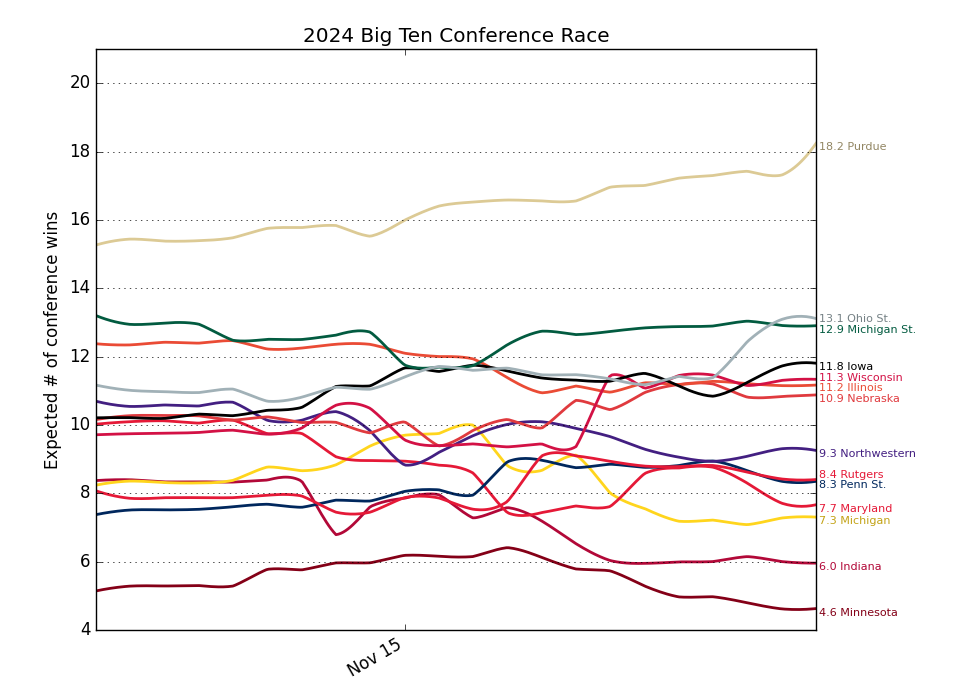 2024 Big Ten Conference Race
Expected # of conference wins
20
18
16
14
12
10
8
6
4
Nov 15
18.2 Purdue
13.1 Ohio St.
12.9 Michigan St.
11.8 Iowa
11.3 Wisconsin
11.2 Illinois
10.9 Nebraska
9.3 Northwestern
8.4 Rutgers
8.3 Penn St.
7.7 Maryland
7.3 Michigan
6.0 Indiana
4.6 Minnesota